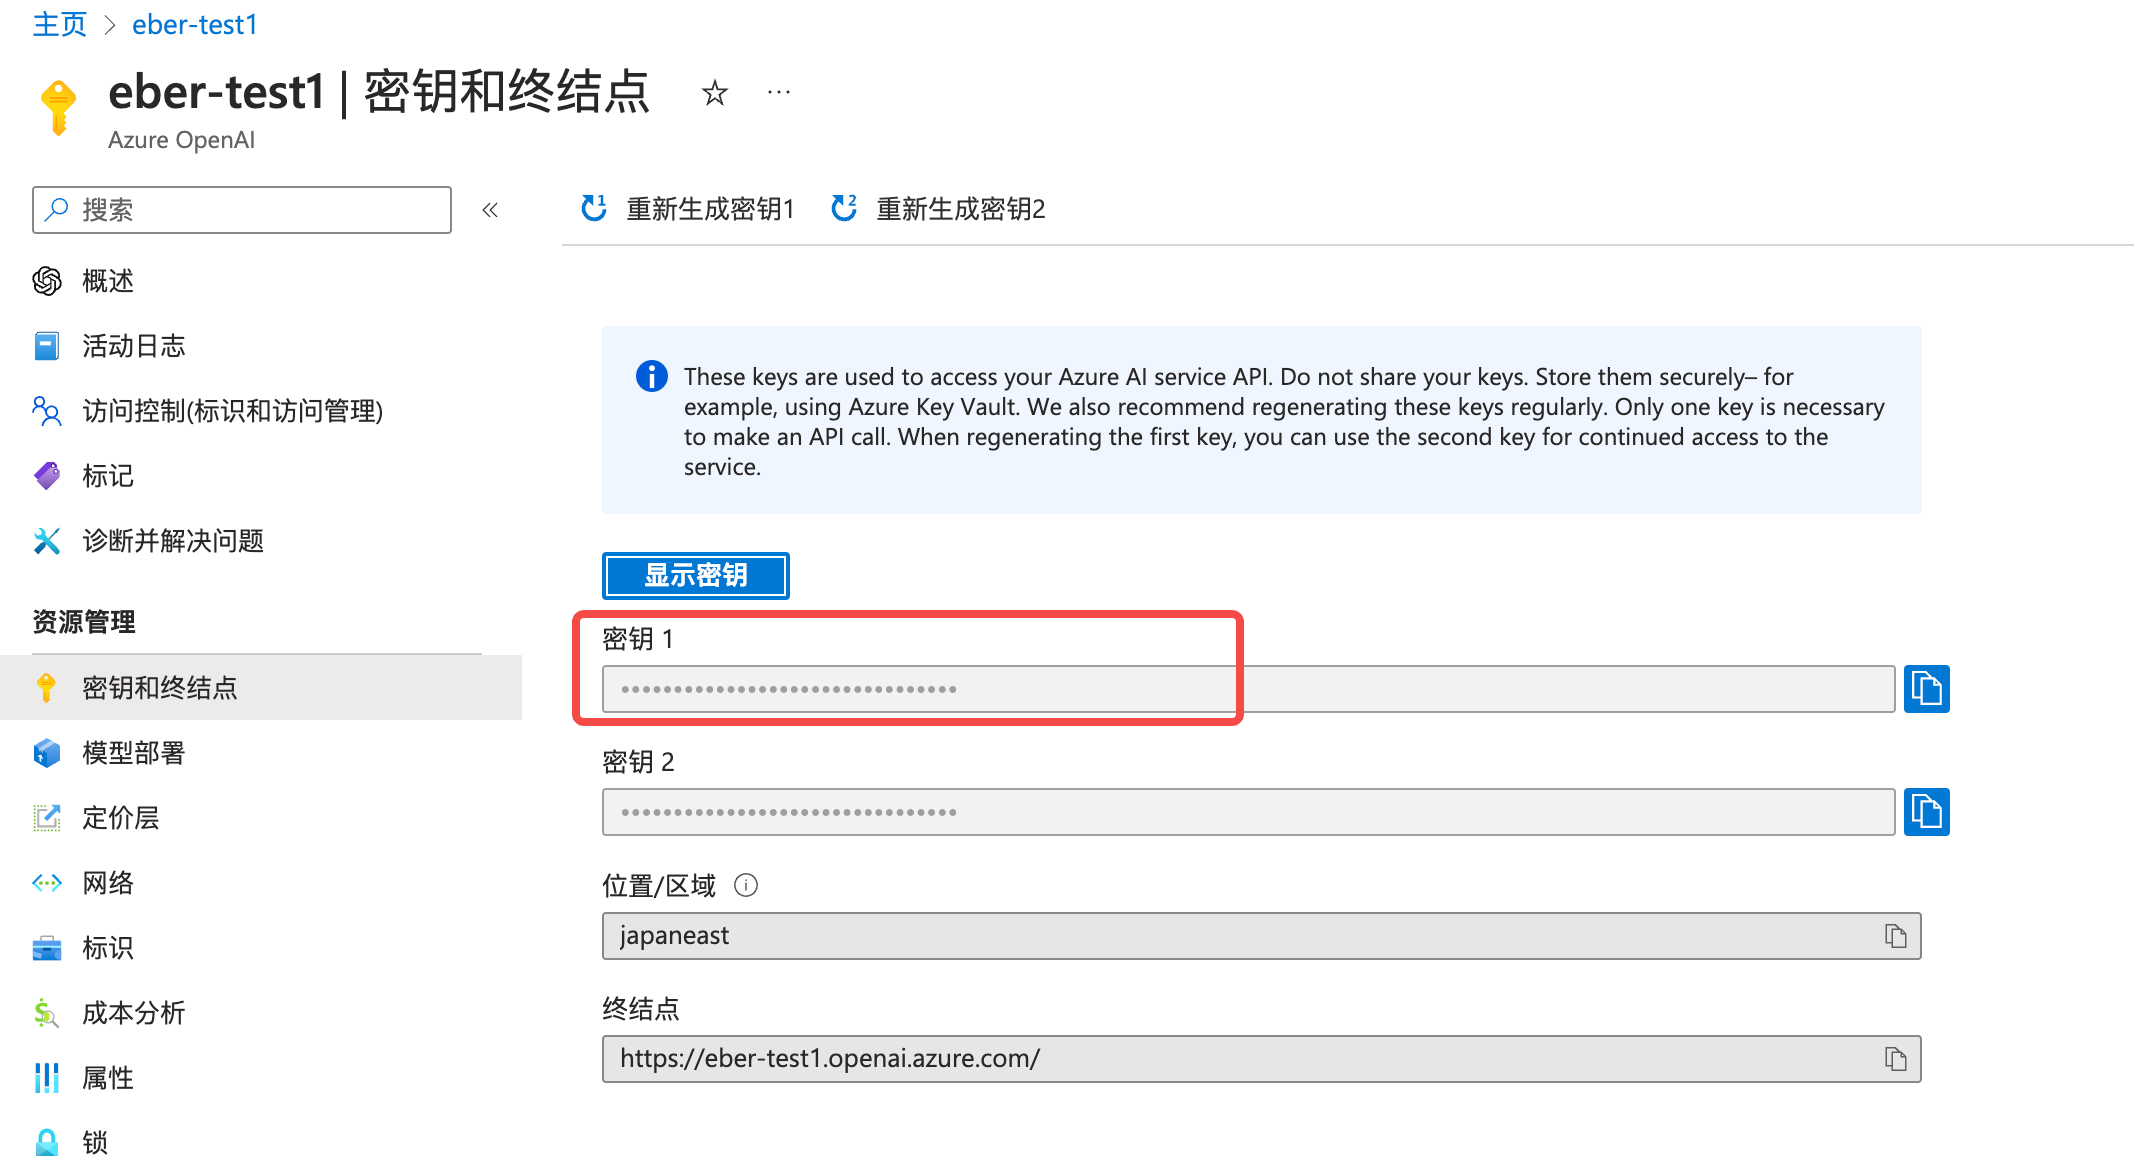 主页 > eber-test1
eber-test1 | 密钥和终结点 ☆ ···
Azure OpenAI
搜索 «
重新生成密钥1 重新生成密钥2
概述
活动日志
访问控制(标识和访问管理)
标记
诊断并解决问题
资源管理
密钥和终结点
模型部署
定价层
网络
标识
成本分析
属性
锁
These keys are used to access your Azure AI service API. Do not share your keys. Store them securely– for
example, using Azure Key Vault. We also recommend regenerating these keys regularly. Only one key is necessary
to make an API call. When regenerating the first key, you can use the second key for continued access to the
service.
显示密钥
密钥 1
••••••••••••••••••••••••••••••••
密钥 2
••••••••••••••••••••••••••••••••
位置/区域
japaneast
终结点
https://eber-test1.openai.azure.com/